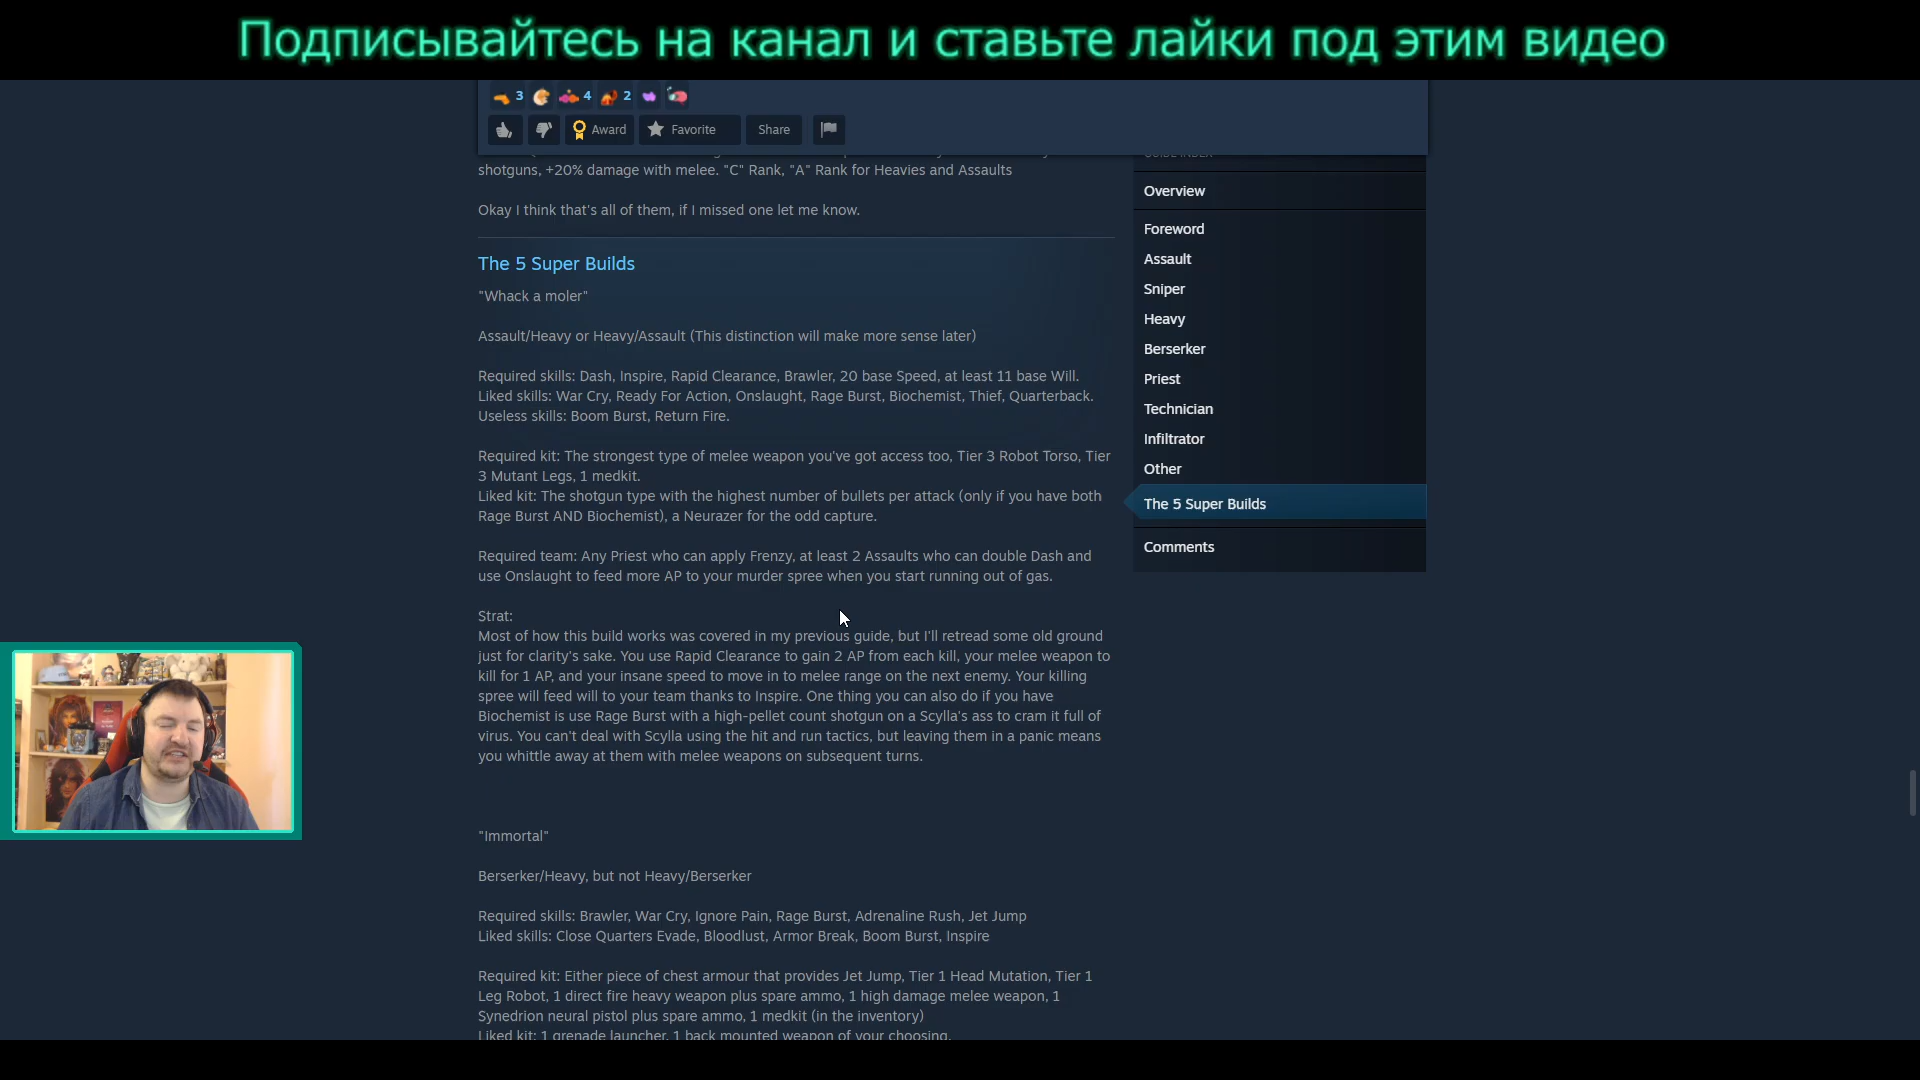 Подписывайтесь на канал и ставьте лайки под этим видео
3
4
2
Award
Favorite
Share
shotguns, +20% damage with melee. "C" Rank, "A" Rank for Heavies and Assaults
Okay I think that's all of them, if I missed one let me know.
The 5 Super Builds
"Whack a moler"
Assault/Heavy or Heavy/Assault (This distinction will make more sense later)
Required skills: Dash, Inspire, Rapid Clearance, Brawler, 20 base Speed, at least 11 base Will.
Liked skills: War Cry, Ready For Action, Onslaught, Rage Burst, Biochemist, Thief, Quarterback.
Useless skills: Boom Burst, Return Fire.
Required kit: The strongest type of melee weapon you've got access too, Tier 3 Robot Torso, Tier
3 Mutant Legs, 1 medkit.
Liked kit: The shotgun type with the highest number of bullets per attack (only if you have both
Rage Burst AND Biochemist), a Neurazer for the odd capture.
Required team: Any Priest who can apply Frenzy, at least 2 Assaults who can double Dash and
use Onslaught to feed more AP to your murder spree when you start running out of gas.
Strat:
Most of how this build works was covered in my previous guide, but I'll retread some old ground
just for clarity's sake. You use Rapid Clearance to gain 2 AP from each kill, your melee weapon to
kill for 1 AP, and your insane speed to move in to melee range on the next enemy. Your killing
spree will feed will to your team thanks to Inspire. One thing you can also do if you have
Biochemist is use Rage Burst with a high-pellet count shotgun on a Scylla's ass to cram it full of
virus. You can't deal with Scylla using the hit and run tactics, but leaving them in a panic means
you whittle away at them with melee weapons on subsequent turns.
"Immortal"
Berserker/Heavy, but not Heavy/Berserker
Required skills: Brawler, War Cry, Ignore Pain, Rage Burst, Adrenaline Rush, Jet Jump
Liked skills: Close Quarters Evade, Bloodlust, Armor Break, Boom Burst, Inspire
Required kit: Either piece of chest armour that provides Jet Jump, Tier 1 Head Mutation, Tier 1
Leg Robot, 1 direct fire heavy weapon plus spare ammo, 1 high damage melee weapon, 1
Synedrion neural pistol plus spare ammo, 1 medkit (in the inventory)
Liked kit: 1 grenade launcher, 1 back mounted weapon of your choosing.
Overview
Foreword
Assault
Sniper
Heavy
Berserker
Priest
Technician
Infiltrator
Other
The 5 Super Builds
Comments